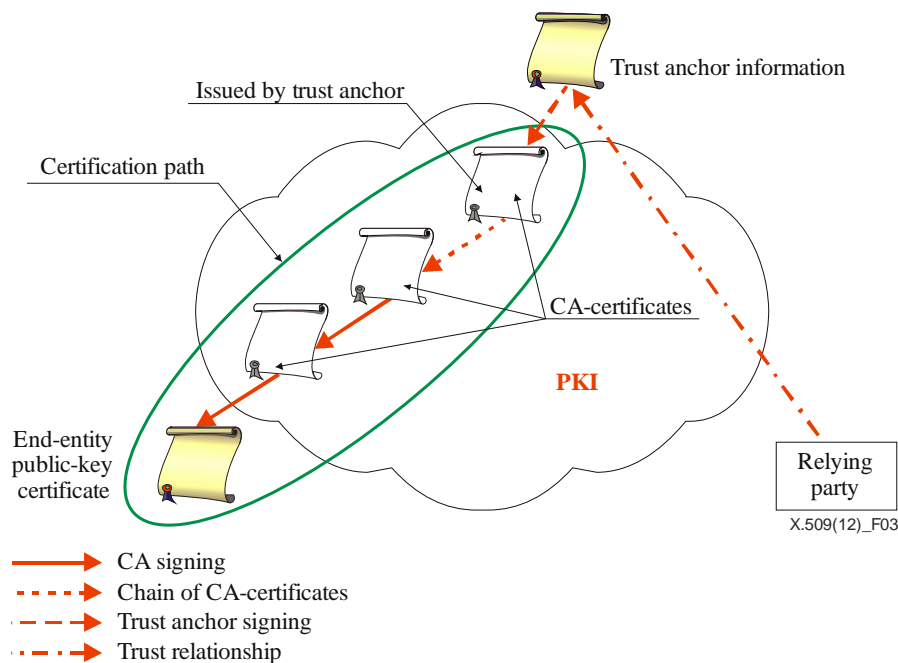 Trust anchor information
Issued by trust anchor
Certification path
CA-certificates
PKI
End-entity
public-key
certificate
Relying
party
X.509(12)_F03
CA signing
Chain of CA-certificates
Trust anchor signing
Trust relationship